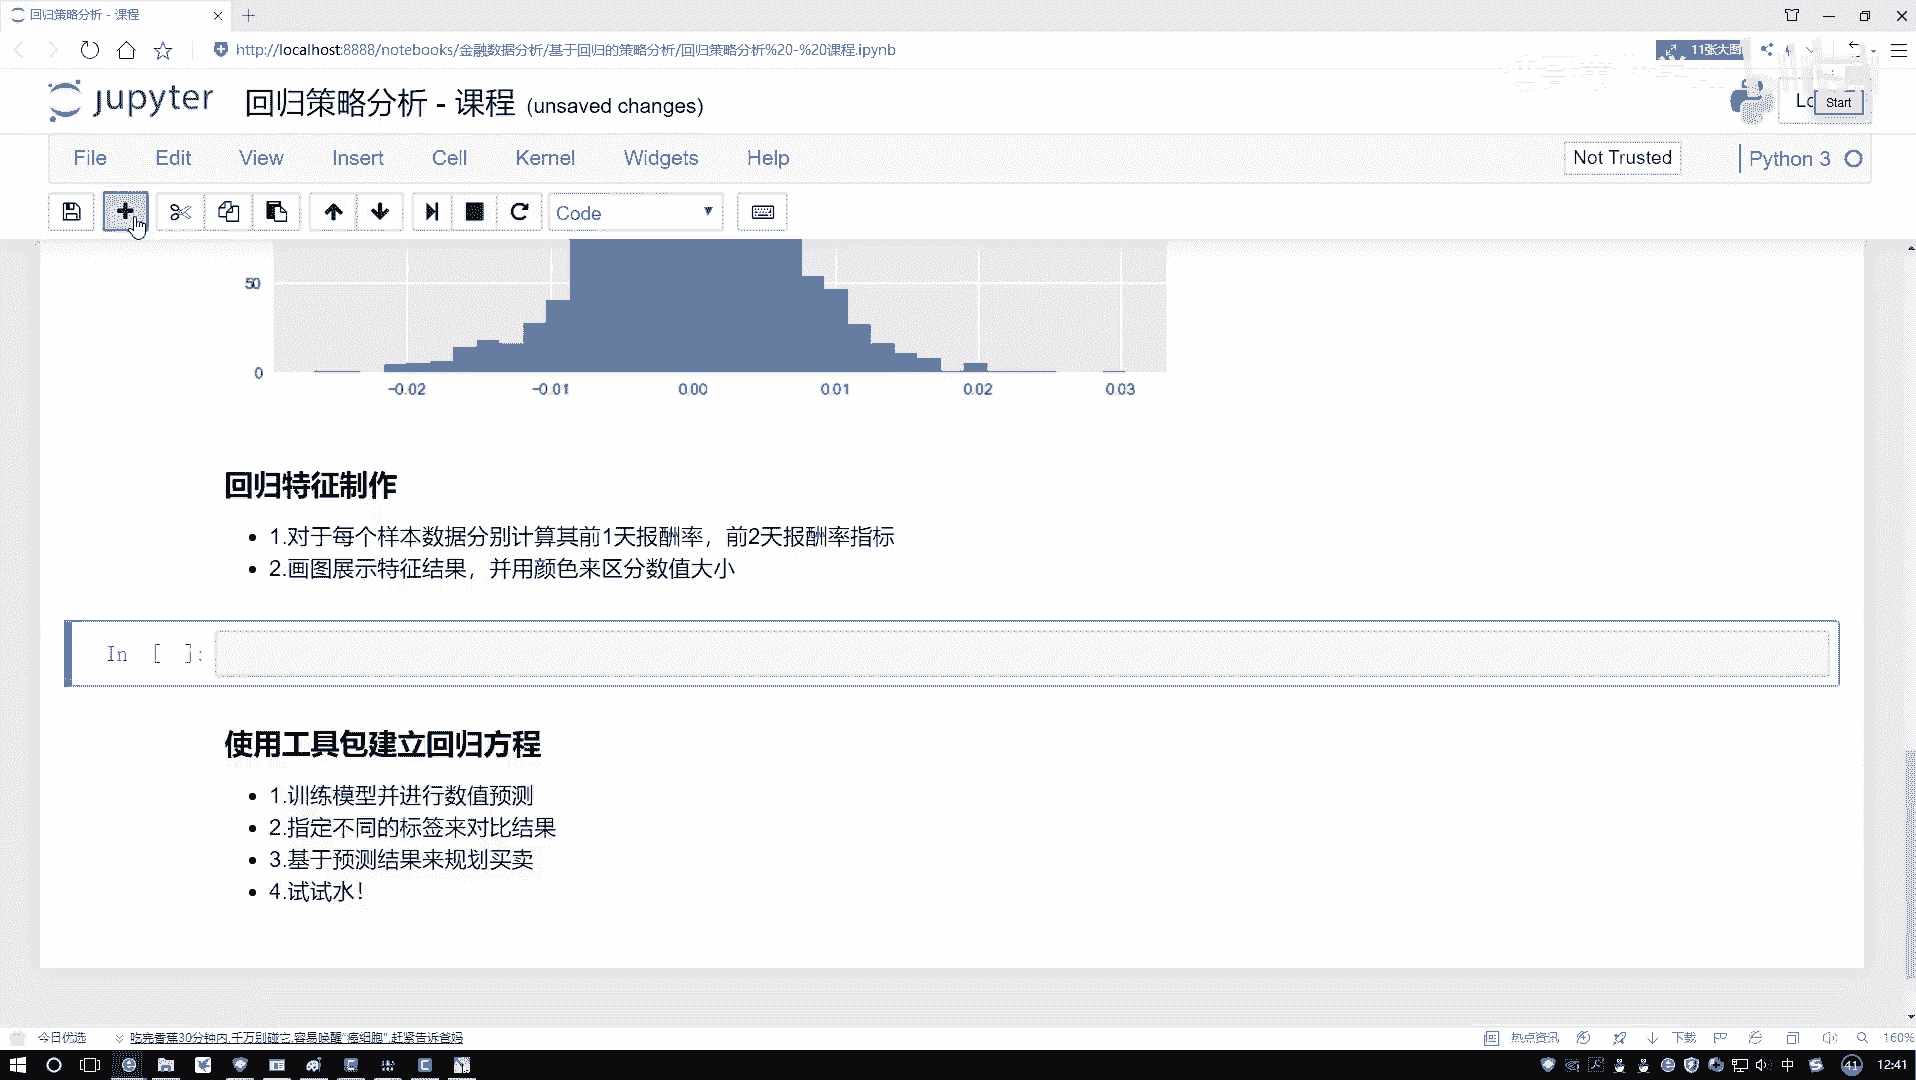 回归策略分析 - 课程
http://localhost:8888/notebooks/金融数据分析/基于回归的策略分析/回归策略分析%20-%20课程.ipynb
11张大图
jupyter 回归策略分析 - 课程 (unsaved changes)
Start
File Edit View Insert Cell Kernel Widgets Help
Not Trusted
Python 3
Code
50
0
-0.02 -0.01 0.00 0.01 0.02 0.03
回归特征制作
1.对于每个样本数据分别计算其前1天报酬率，前2天报酬率指标
2.画图展示特征结果，并用颜色来区分数值大小
In [ ]:
使用工具包建立回归方程
1.训练模型并进行数值预测
2.指定不同的标签来对比结果
3.基于预测结果来规划买卖
4.试试水！
今日优选
吃完香蕉30分钟内,千万别碰它,容易唤醒"癌细胞",赶紧告诉爸妈
热点资讯
下载
160%
中
41
12:41